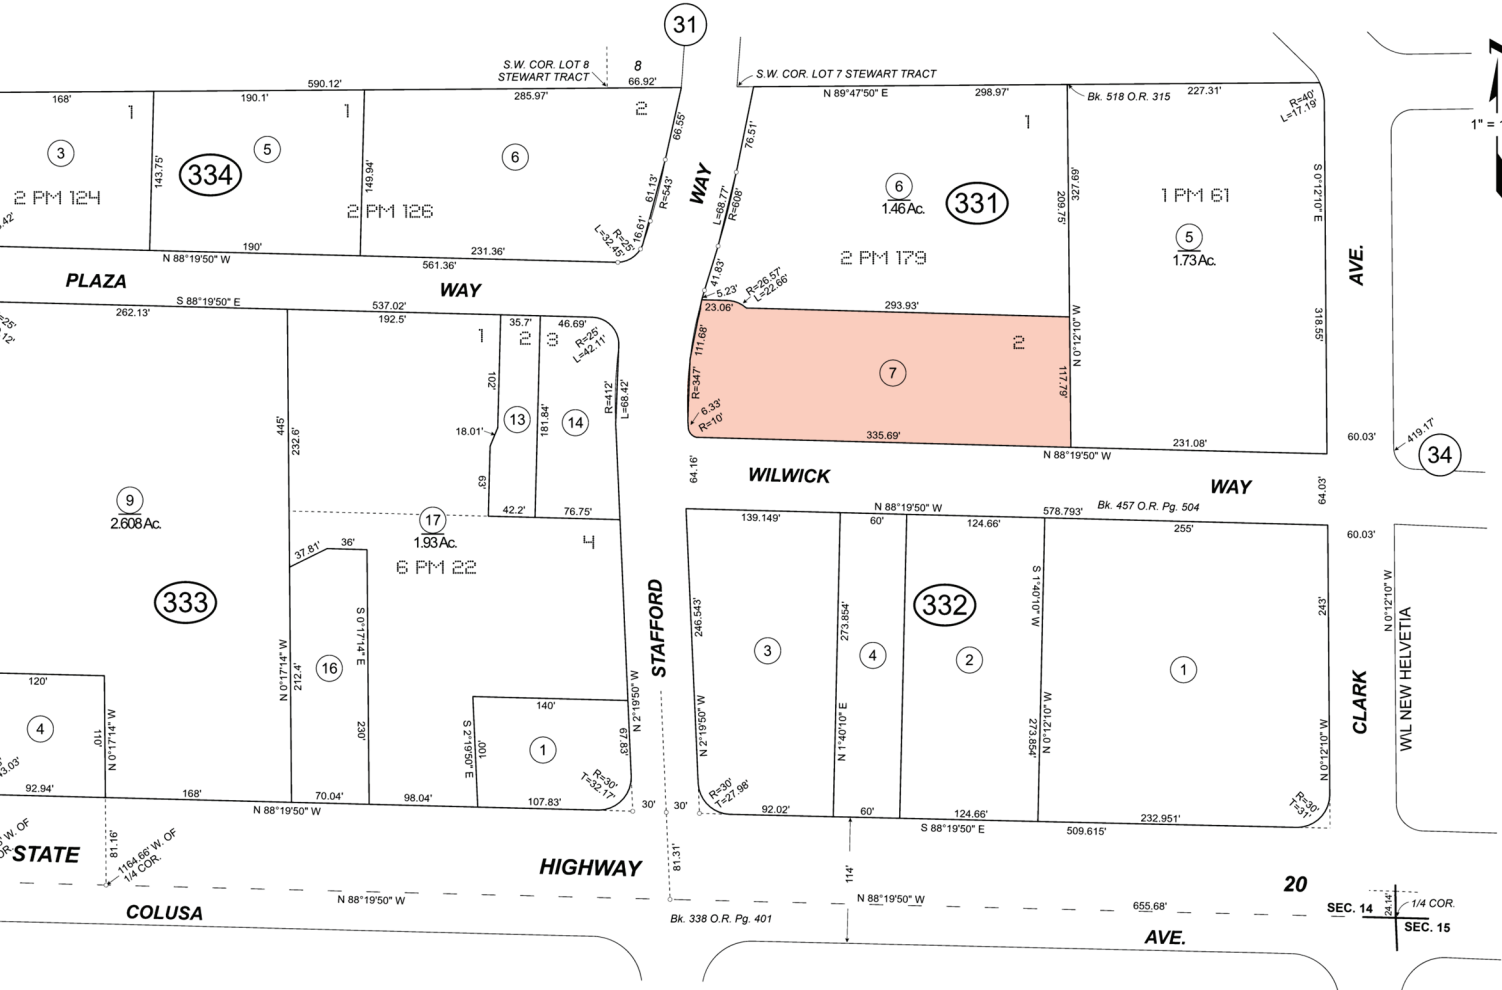 31
S.W. COR. LOT 8
STEWART TRACT
8
66.92'
S.W. COR. LOT 7 STEWART TRACT
590.12'
168'
190.1'
285.97'
N 89°47'50" E
298.97'
Bk. 518 O.R. 315
227.31'
R=40'
L=17.19'
1" = 1
1
1
2
1
3
5
6
334
143.75'
149.94'
2 PM 124
2 PM 126
66.55'
61.13'
R=543'
16.61'
R=25'
L=32.45'
76.51'
L=68.77'
R=608'
41.83'
WAY
6
1.46Ac.
331
2 PM 179
327.69'
209.75'
1 PM 61
5
1.73Ac.
S 0°12'10" E
318.55'
AVE.
190'
N 88°19'50" W
231.36'
561.36'
PLAZA
WAY
S 88°19'50" E
262.13'
537.02'
192.5'
35.7'
46.69'
R=25'
L=42.11'
5.23'
23.06'
R=26.57'
L=22.66'
293.93'
N 0°12'10" W
1
2
3
2
111.68'
R=347'
6.33'
R=10'
7
117.79'
335.69'
102'
18.01'
63'
13
181.84'
14
R=412'
L=68.42'
445'
232.6'
64.16'
N 88°19'50" W
231.08'
60.03'
419.17'
34
WILWICK
WAY
64.03'
9
2.608Ac.
42.2'
76.75'
17
1.93Ac.
6 PM 22
4
37.81'
36'
139.149'
N 88°19'50" W
60'
124.66'
578.793'
Bk. 457 O.R. Pg. 504
255'
60.03'
333
332
N 0°17'14" W
212.4'
S 0°17'14" E
16
230'
STAFFORD
246.543'
3
273.854'
4
2
S 1°40'10" W
1
243'
N 0°12'10" W
WIL NEW HELVETIA
CLARK
120'
4
110'
N 0°17'14" W
140'
S 2°19'50" E
100'
1
N 2°19'50" W
67.83'
R=30'
T=32.17'
N 2°19'50" W
R=30'
T=27.98'
N 1°40'10" E
273.854'
N 0°12'10" W
N 0°12'10" W
R=30'
T=31'
92.94'
168'
N 88°19'50" W
70.04'
98.04'
107.83'
30'
30'
92.02'
60'
124.66'
S 88°19'50" E
509.615'
232.951'
81.16'
1164.66' W. OF
1/4 COR.
STATE
HIGHWAY
20
81.31'
114'
N 88°19'50" W
N 88°19'50" W
655.68'
SEC. 14
24.14'
1/4 COR.
SEC. 15
COLUSA
Bk. 338 O.R. Pg. 401
AVE.